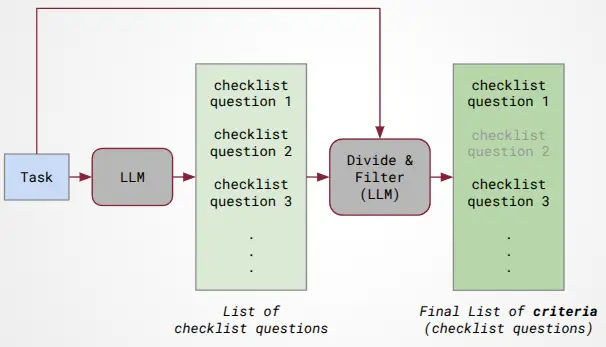 Task
LLM
checklist
question 1
checklist
question 2
checklist
question 3
.
.
.
List of
checklist questions
Divide &
Filter
(LLM)
checklist
question 1
checklist
question 2
checklist
question 3
.
.
.
Final List of criteria
(checklist questions)